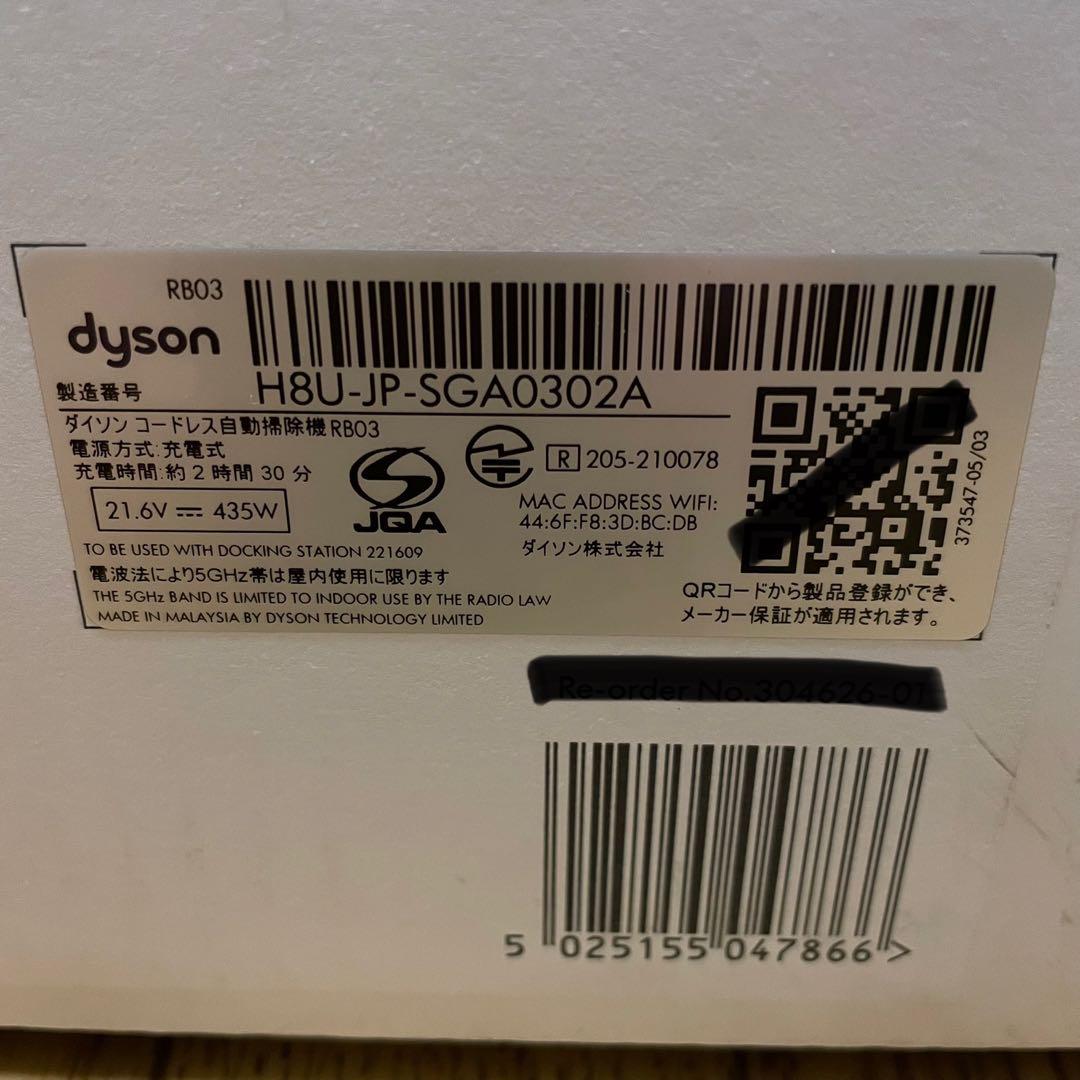 RB03
dyson
製造番号 H8U-JP-SGA0302A
ダイソン コードレス自動掃除機 RB03
電源方式:充電式
充電時間:約2時間30分
21.6V ⎓ 435W
JQA
R 205-210078
MAC ADDRESS WIFI:
44:6F:F8:3D:BC:DB
ダイソン株式会社
TO BE USED WITH DOCKING STATION 221609
電波法により5GHz帯は屋内使用に限ります
THE 5GHz BAND IS LIMITED TO INDOOR USE BY THE RADIO LAW
MADE IN MALAYSIA BY DYSON TECHNOLOGY LIMITED
373547-05/03
QRコードから製品登録ができ、
メーカー保証が適用されます。
Re-order No.304626-01
5 025155 047866 >